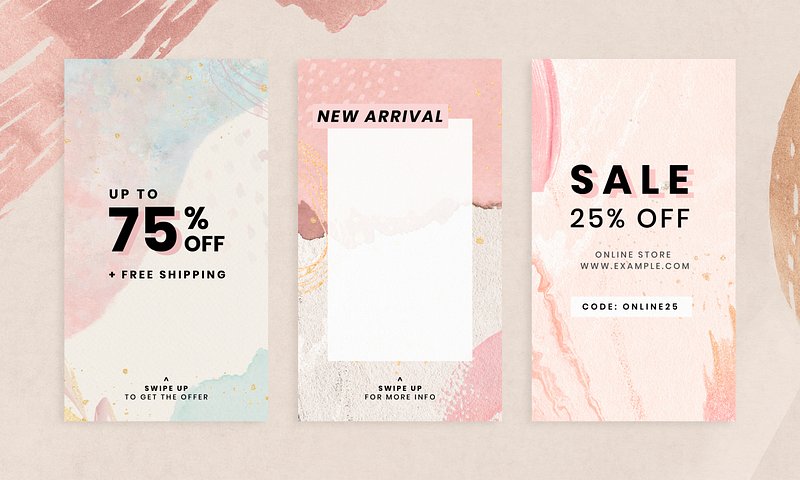 UP TO
75% OFF
+ FREE SHIPPING
^
SWIPE UP
TO GET THE OFFER
NEW ARRIVAL
^
SWIPE UP
FOR MORE INFO
SALE
25% OFF
ONLINE STORE
WWW.EXAMPLE.COM
CODE: ONLINE25